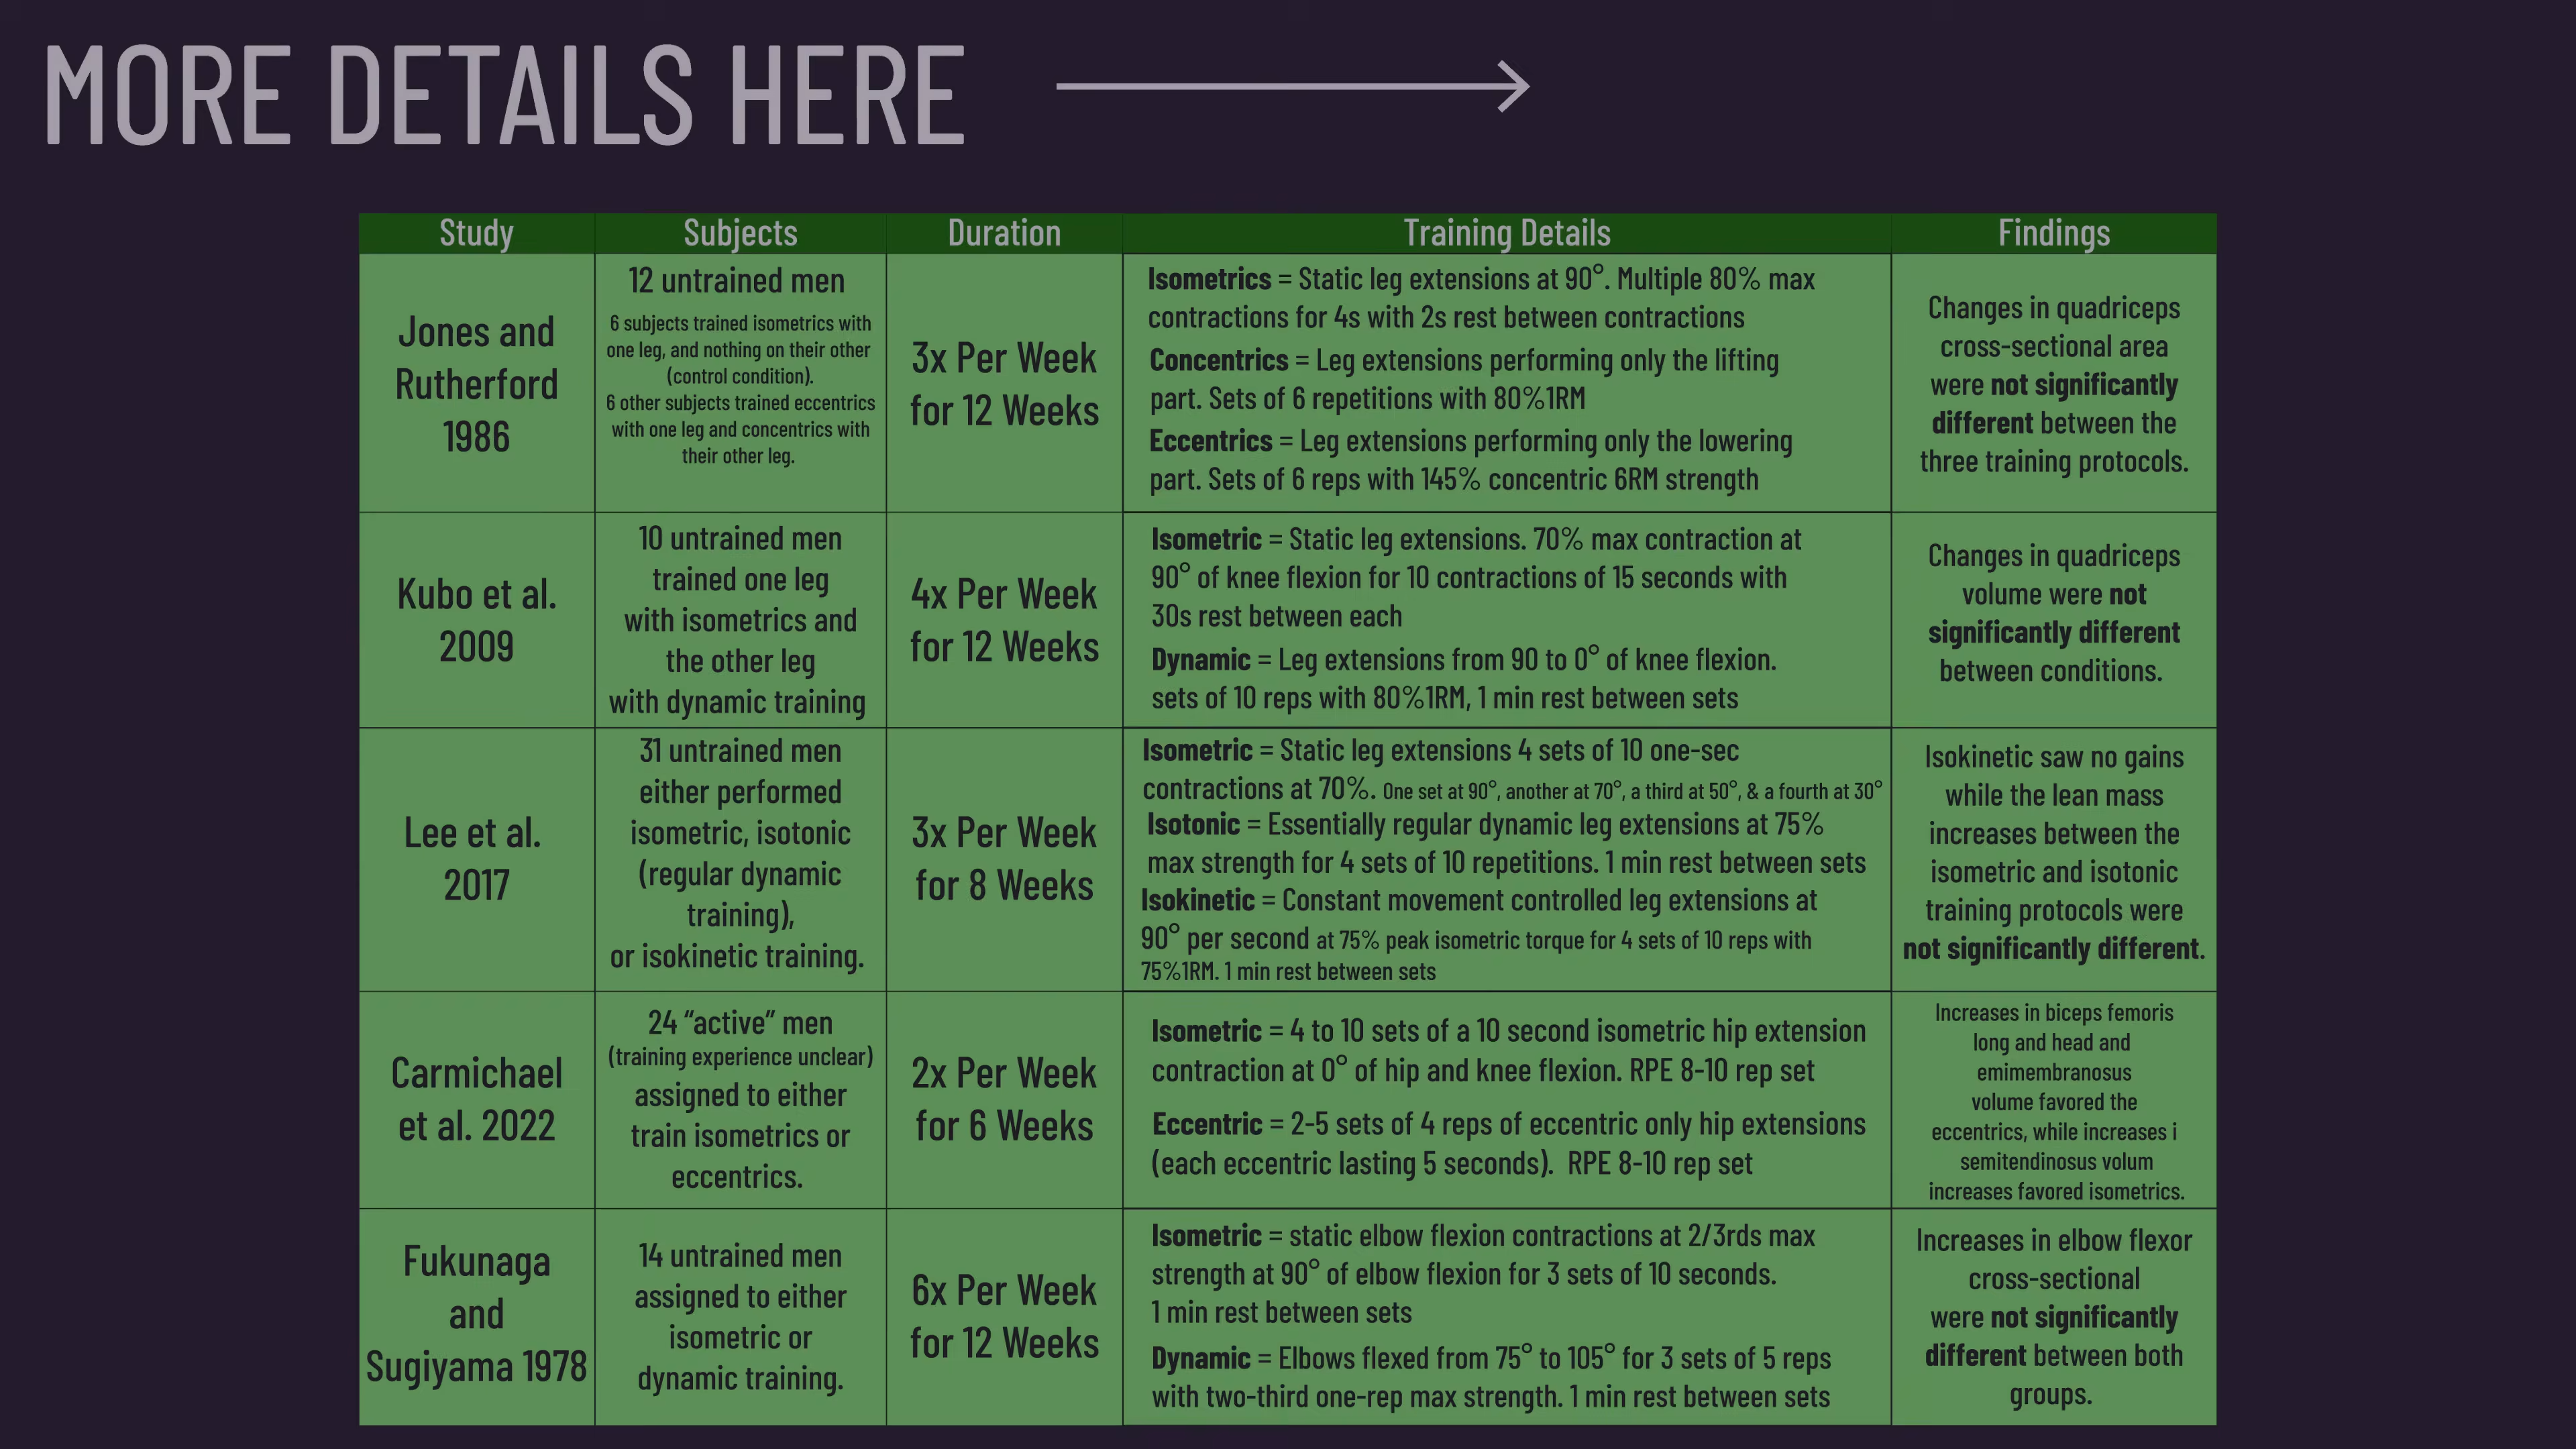 MORE DETAILS HERE
Study
Subjects
Duration
Training Details
Findings
Jones and
Rutherford
1986
12 untrained men
6 subjects trained isometrics with
one leg, and nothing on their other
(control condition).
6 other subjects trained eccentrics
with one leg and concentrics with
their other leg.
3x Per Week
for 12 Weeks
Isometrics = Static leg extensions at 90°. Multiple 80% max
contractions for 4s with 2s rest between contractions
Concentrics = Leg extensions performing only the lifting
part. Sets of 6 repetitions with 80%1RM
Eccentrics = Leg extensions performing only the lowering
part. Sets of 6 reps with 145% concentric 6RM strength
Changes in quadriceps
cross-sectional area
were not significantly
different between the
three training protocols.
Kubo et al.
2009
10 untrained men
trained one leg
with isometrics and
the other leg
with dynamic training
4x Per Week
for 12 Weeks
Isometric = Static leg extensions. 70% max contraction at
90° of knee flexion for 10 contractions of 15 seconds with
30s rest between each
Dynamic = Leg extensions from 90 to 0° of knee flexion.
sets of 10 reps with 80%1RM, 1 min rest between sets
Changes in quadriceps
volume were not
significantly different
between conditions.
Lee et al.
2017
31 untrained men
either performed
isometric, isotonic
(regular dynamic
training),
or isokinetic training.
3x Per Week
for 8 Weeks
Isometric = Static leg extensions 4 sets of 10 one-sec
contractions at 70%. One set at 90°, another at 70°, a third at 50°, & a fourth at 30°
Isotonic = Essentially regular dynamic leg extensions at 75%
max strength for 4 sets of 10 repetitions. 1 min rest between sets
Isokinetic = Constant movement controlled leg extensions at
90° per second at 75% peak isometric torque for 4 sets of 10 reps with
75%1RM. 1 min rest between sets
Isokinetic saw no gains
while the lean mass
increases between the
isometric and isotonic
training protocols were
not significantly different.
Carmichael
et al. 2022
24 “active” men
(training experience unclear)
assigned to either
train isometrics or
eccentrics.
2x Per Week
for 6 Weeks
Isometric = 4 to 10 sets of a 10 second isometric hip extension
contraction at 0° of hip and knee flexion. RPE 8-10 rep set
Eccentric = 2-5 sets of 4 reps of eccentric only hip extensions
(each eccentric lasting 5 seconds). RPE 8-10 rep set
Increases in biceps femoris
long and head and
emimembranosus
volume favored the
eccentrics, while increases i
semitendinosus volum
increases favored isometrics.
Fukunaga
and
Sugiyama 1978
14 untrained men
assigned to either
isometric or
dynamic training.
6x Per Week
for 12 Weeks
Isometric = static elbow flexion contractions at 2/3rds max
strength at 90° of elbow flexion for 3 sets of 10 seconds.
1 min rest between sets
Dynamic = Elbows flexed from 75° to 105° for 3 sets of 5 reps
with two-third one-rep max strength. 1 min rest between sets
Increases in elbow flexor
cross-sectional
were not significantly
different between both
groups.